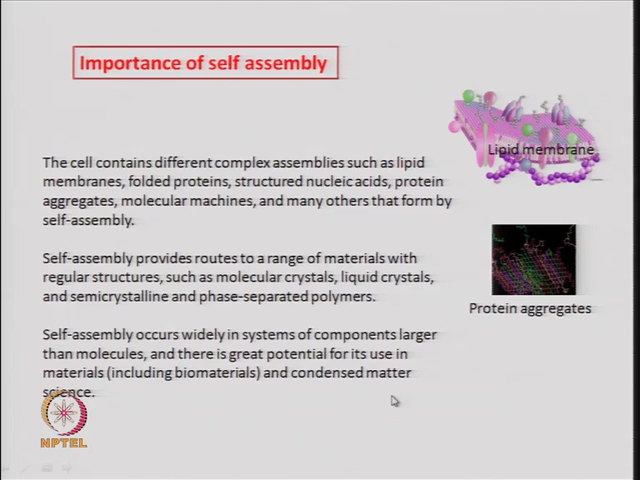 Importance of self assembly
Lipid membrane
The cell contains different complex assemblies such as lipid
membranes, folded proteins, structured nucleic acids, protein
aggregates, molecular machines, and many others that form by
self-assembly.
Self-assembly provides routes to a range of materials with
regular structures, such as molecular crystals, liquid crystals,
and semicrystalline and phase-separated polymers.
Protein aggregates
Self-assembly occurs widely in systems of components larger
than molecules, and there is great potential for its use in
materials (including biomaterials) and condensed matter
science.
NPTEL